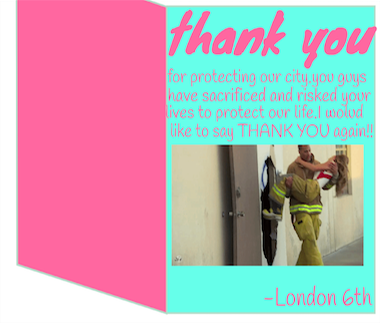 thank you
for protecting our city,you guys
have sacrificed and risked your
lives to protect our life.I wolud
like to say THANK YOU again!!
~London 6th